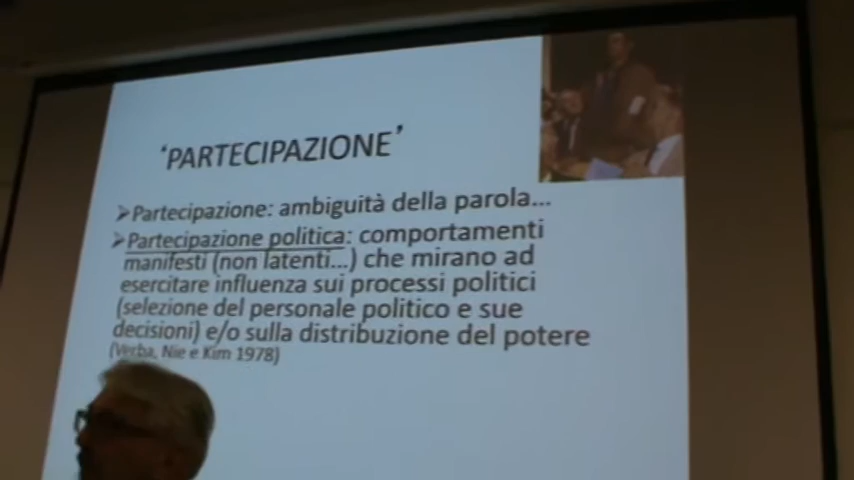 ‘PARTECIPAZIONE’
➢Partecipazione: ambiguità della parola...
➢Partecipazione politica: comportamenti
manifesti (non latenti...) che mirano ad
esercitare influenza sui processi politici
(selezione del personale politico e sue
decisioni) e/o sulla distribuzione del potere
(Verba, Nie e Kim 1978)